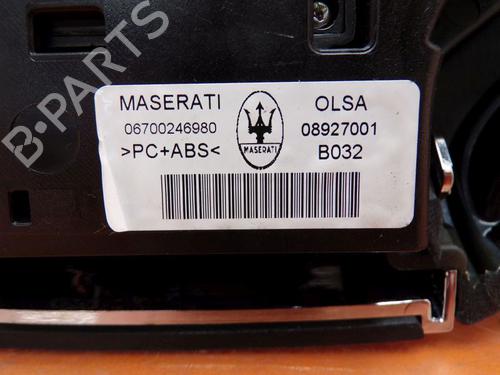 MASERATI
OLSA
06700246980
MASERATI
08927001
>PC+ABS<
B032
B-PARTS